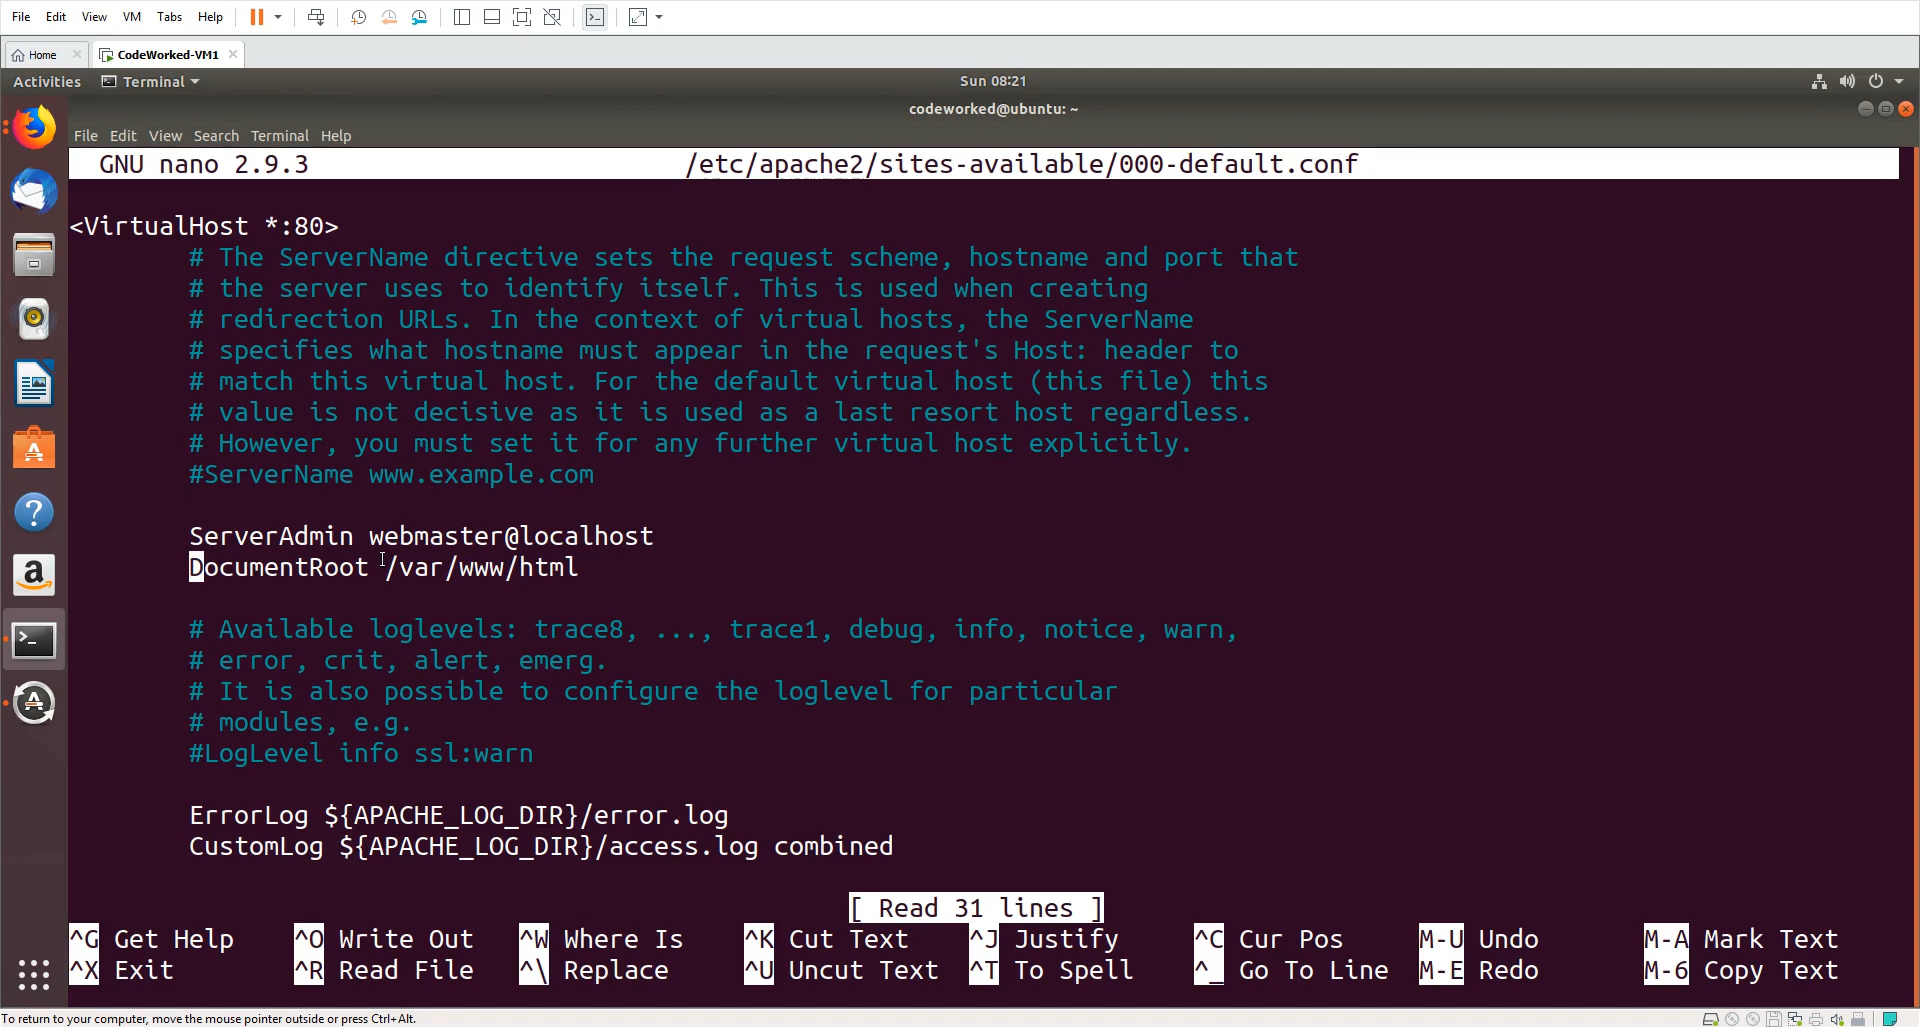 File Edit View VM Tabs Help
Home CodeWorked-VM1
Activities Terminal Sun 08:21
codeworked@ubuntu: ~
File Edit View Search Terminal Help
GNU nano 2.9.3 /etc/apache2/sites-available/000-default.conf
<VirtualHost *:80>
# The ServerName directive sets the request scheme, hostname and port that
# the server uses to identify itself. This is used when creating
# redirection URLs. In the context of virtual hosts, the ServerName
# specifies what hostname must appear in the request's Host: header to
# match this virtual host. For the default virtual host (this file) this
# value is not decisive as it is used as a last resort host regardless.
# However, you must set it for any further virtual host explicitly.
#ServerName www.example.com
ServerAdmin webmaster@localhost
DocumentRoot /var/www/html
# Available loglevels: trace8, ..., trace1, debug, info, notice, warn,
# error, crit, alert, emerg.
# It is also possible to configure the loglevel for particular
# modules, e.g.
#LogLevel info ssl:warn
ErrorLog ${APACHE_LOG_DIR}/error.log
CustomLog ${APACHE_LOG_DIR}/access.log combined
[ Read 31 lines ]
^G Get Help ^O Write Out ^W Where Is ^K Cut Text ^J Justify ^C Cur Pos M-U Undo M-A Mark Text
^X Exit ^R Read File ^\ Replace ^U Uncut Text ^T To Spell ^_ Go To Line M-E Redo M-6 Copy Text
To return to your computer, move the mouse pointer outside or press Ctrl+Alt.